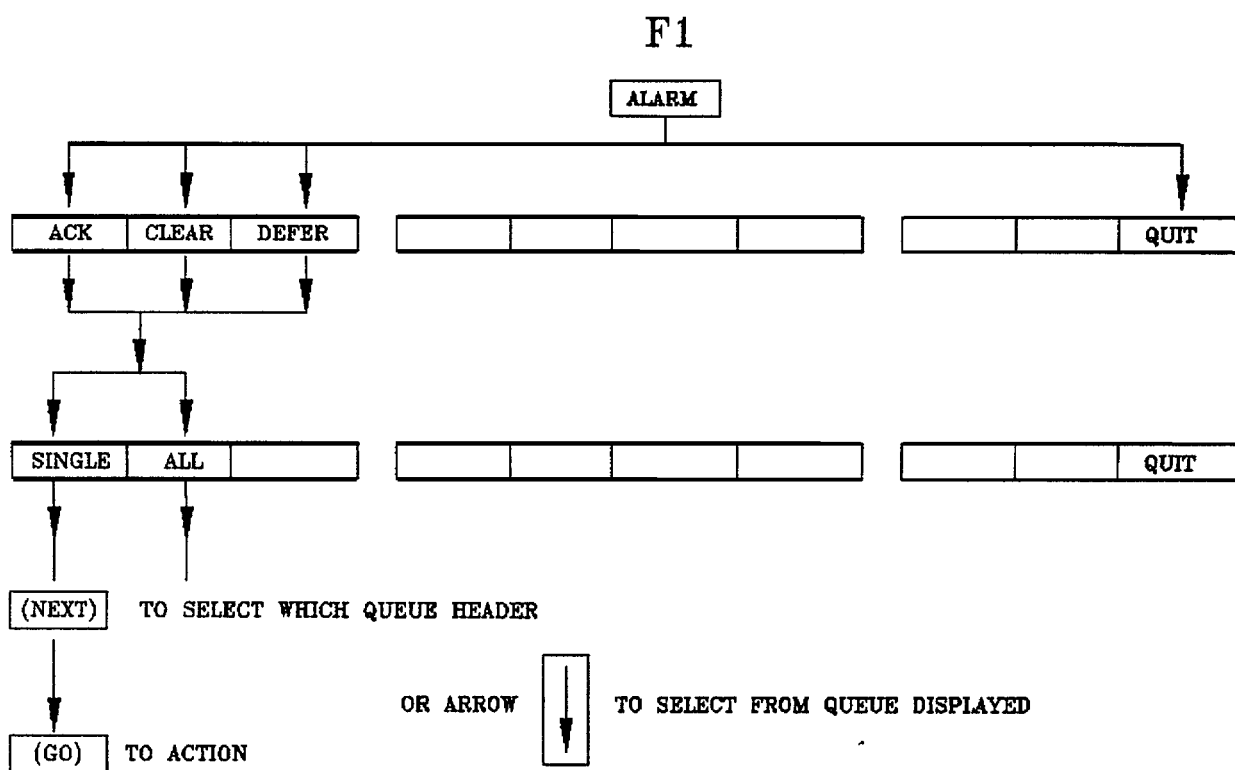 F1
ALARM
ACK CLEAR DEFER QUIT
SINGLE ALL QUIT
(NEXT) TO SELECT WHICH QUEUE HEADER
OR ARROW TO SELECT FROM QUEUE DISPLAYED
(GO) TO ACTION